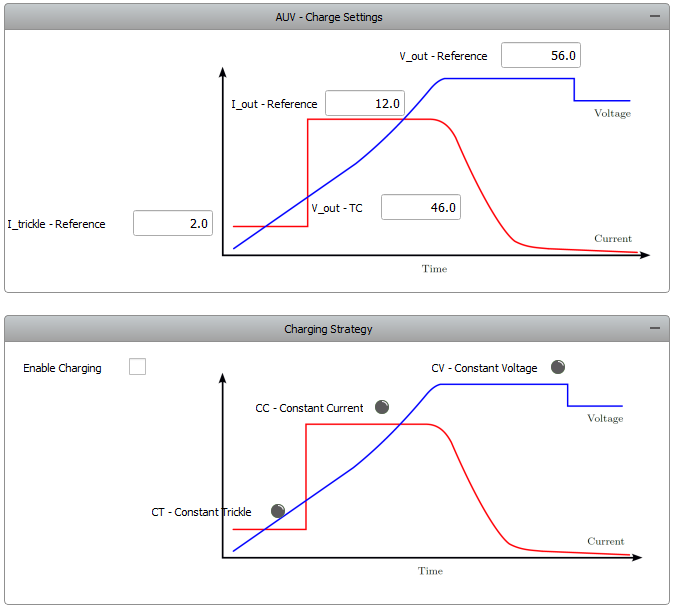 AUV - Charge Settings
V_out - Reference 56.0
I_out - Reference 12.0
Voltage
V_out - TC 46.0
I_trickle - Reference 2.0
Current
Time
Charging Strategy
Enable Charging
CV - Constant Voltage
CC - Constant Current
Voltage
CT - Constant Trickle
Current
Time